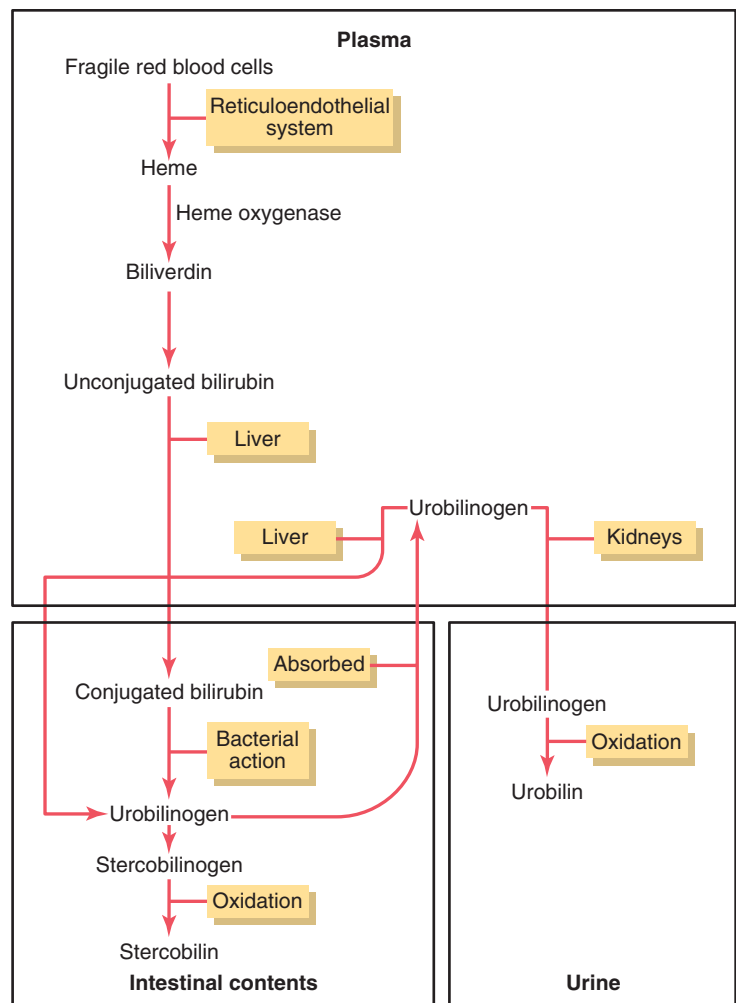 Plasma
Fragile red blood cells
Reticuloendothelial
system
Heme
Heme oxygenase
Biliverdin
Unconjugated bilirubin
Liver
Urobilinogen
Liver
Kidneys
Absorbed
Conjugated bilirubin
Bacterial
action
Urobilinogen
Stercobilinogen
Oxidation
Stercobilin
Intestinal contents
Urobilinogen
Oxidation
Urobilin
Urine